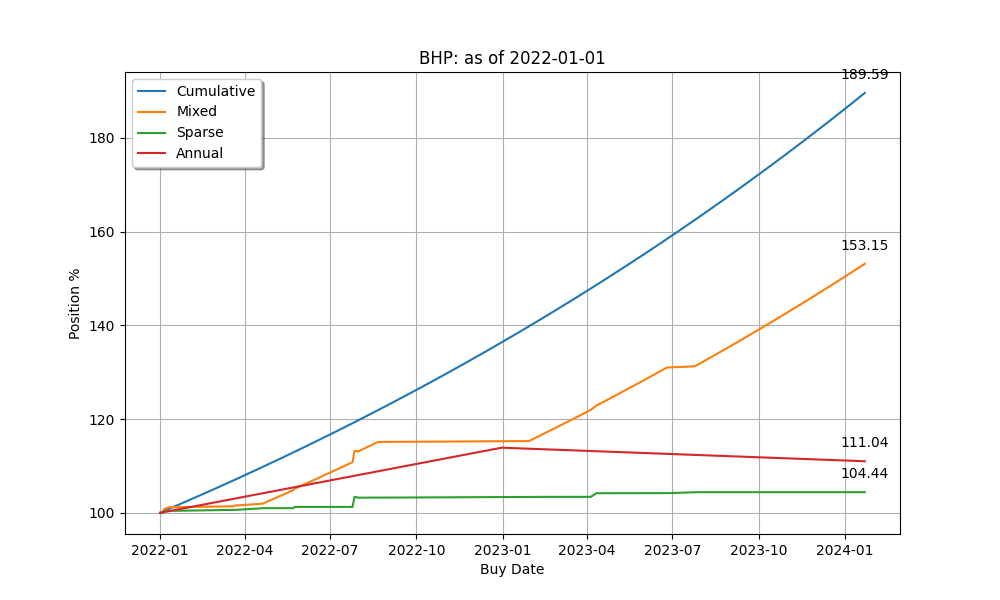 BHP: as of 2022-01-01
Cumulative
Mixed
Sparse
Annual
189.59
153.15
111.04
104.44
180
160
140
120
100
Position %
2022-01 2022-04 2022-07 2022-10 2023-01 2023-04 2023-07 2023-10 2024-01
Buy Date